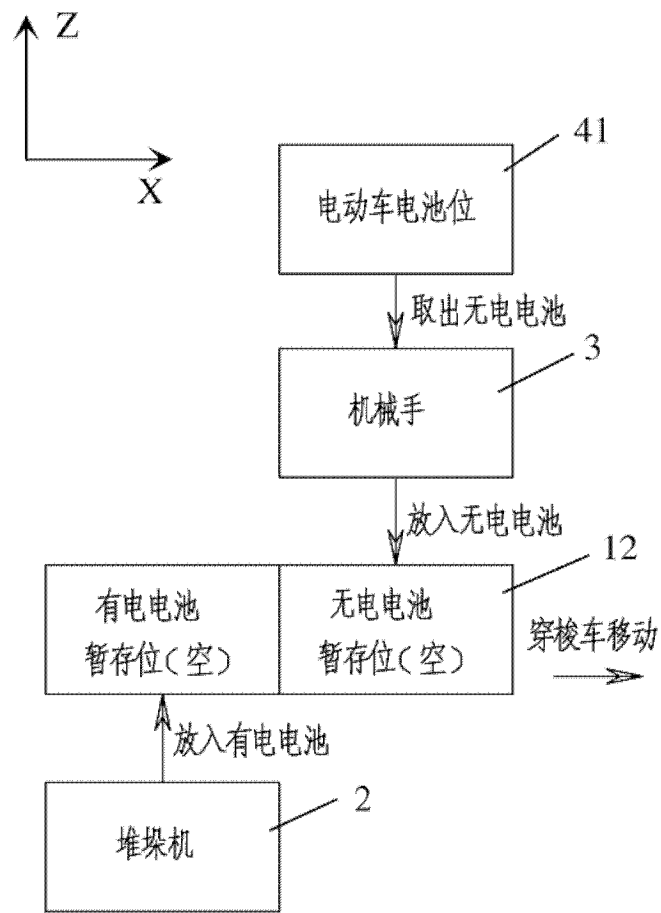 Z
X
41
电动车电池位
取出无电电池
3
机械手
放入无电电池
12
有电电池
暂存位(空)
无电电池
暂存位(空)
穿梭车移动
放入有电电池
2
堆垛机